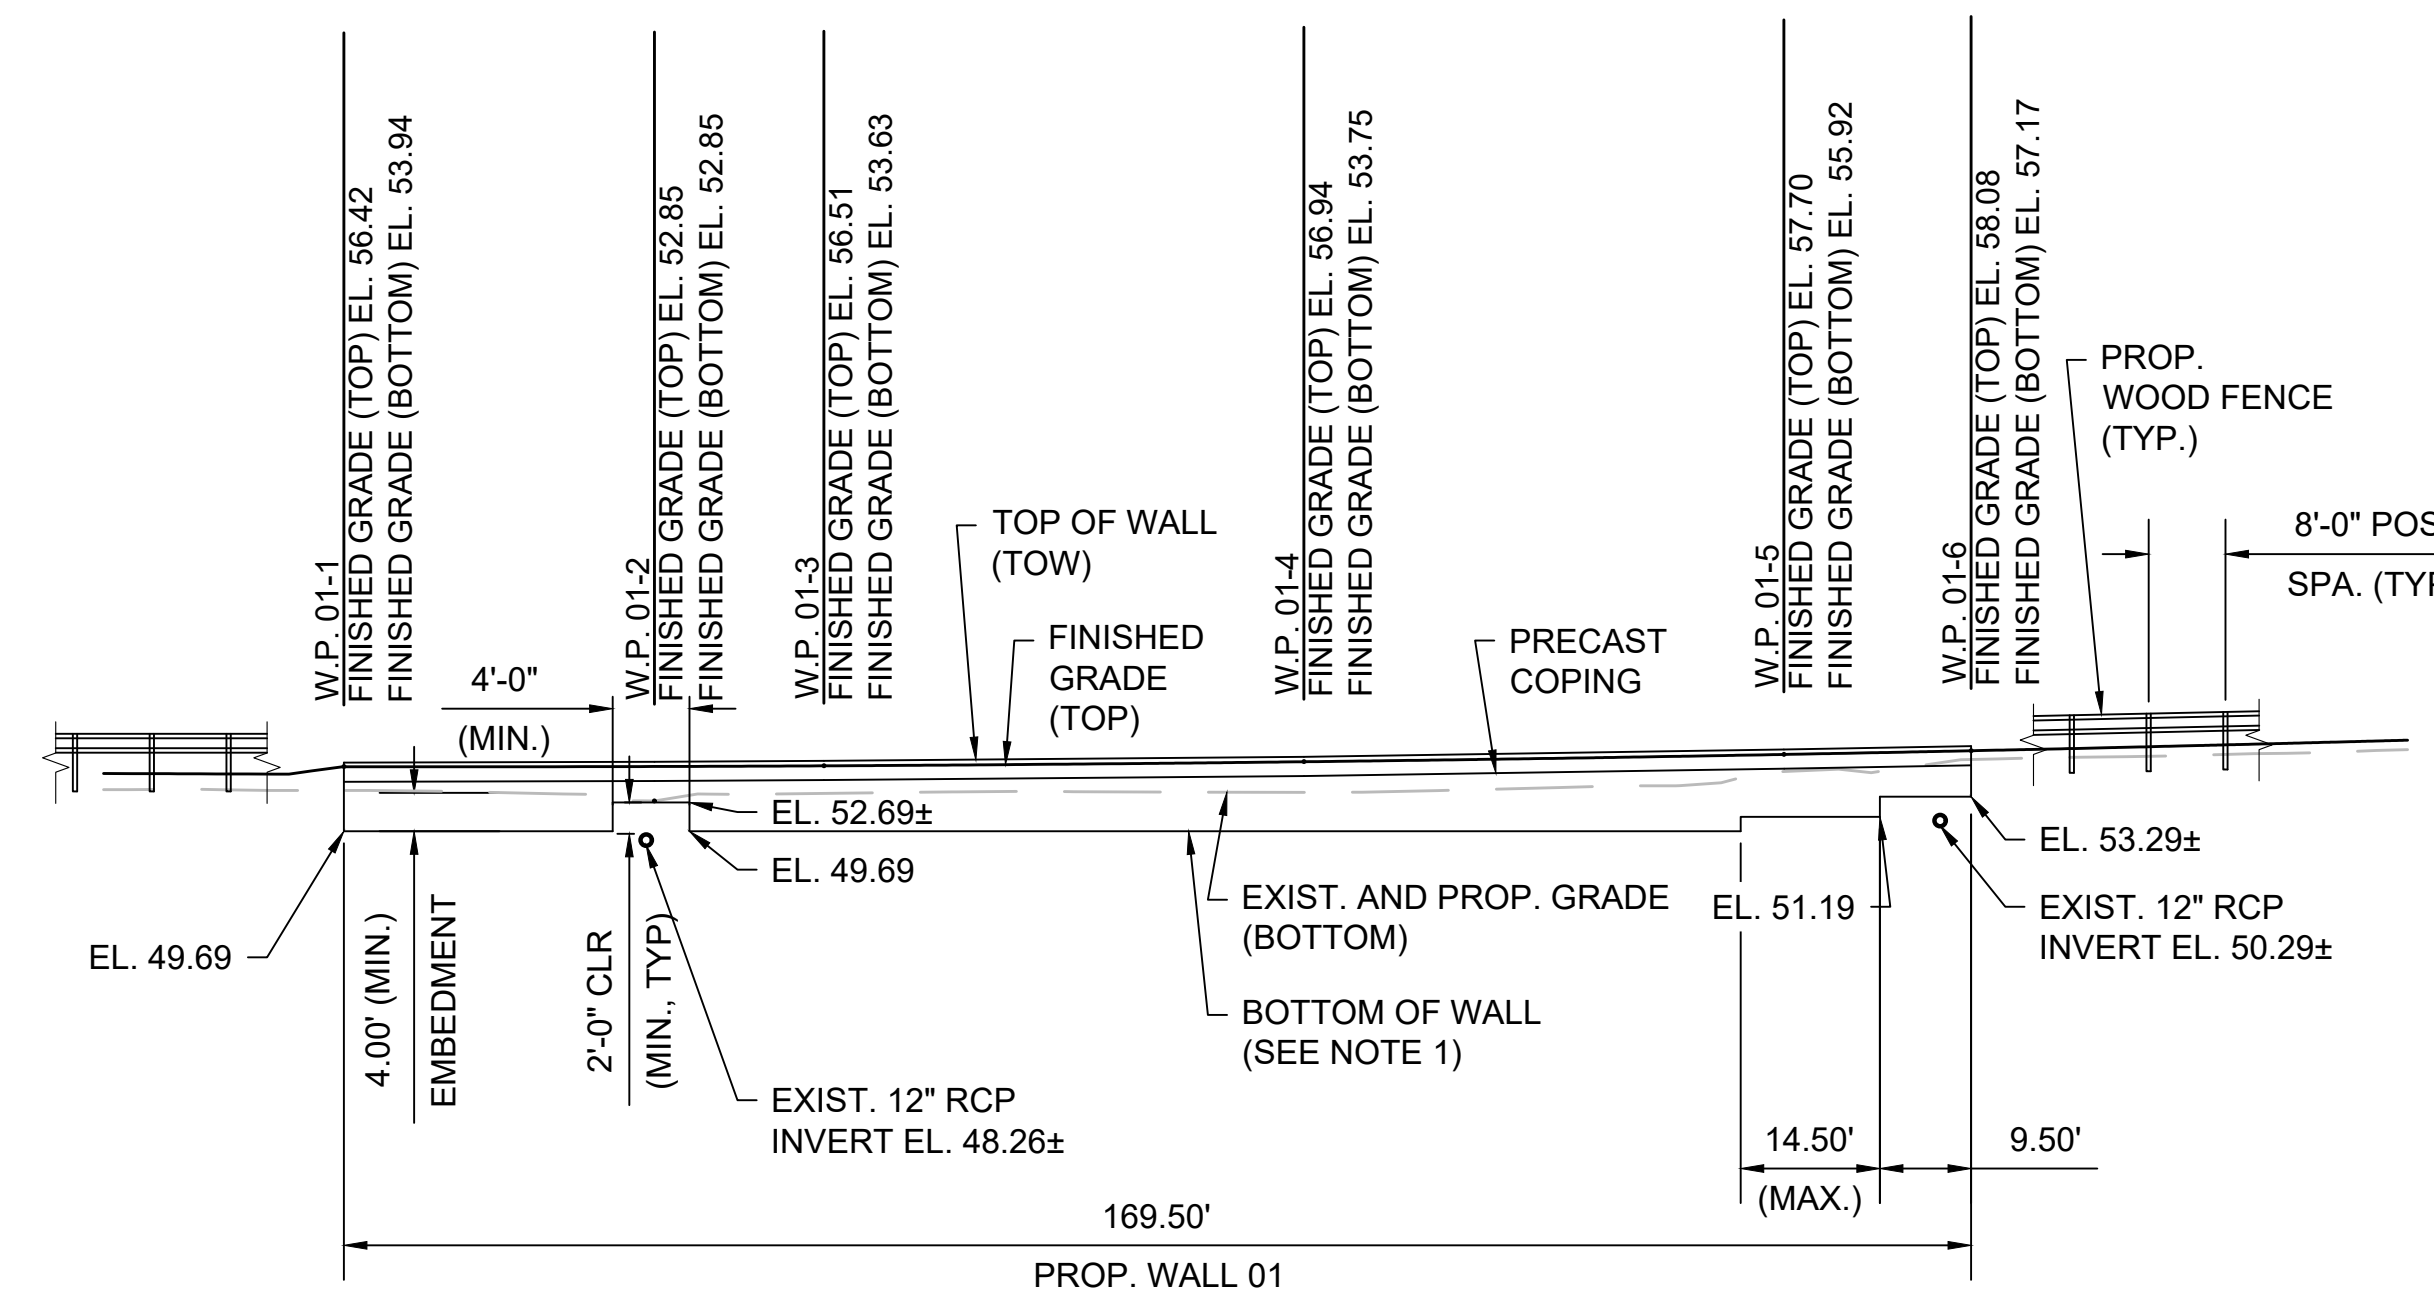 W.P. 01-1
FINISHED GRADE (TOP) EL. 56.42
FINISHED GRADE (BOTTOM) EL. 53.94
W.P. 01-2
FINISHED GRADE (TOP) EL. 52.85
FINISHED GRADE (BOTTOM) EL. 52.85
W.P. 01-3
FINISHED GRADE (TOP) EL. 56.51
FINISHED GRADE (BOTTOM) EL. 53.63
W.P. 01-4
FINISHED GRADE (TOP) EL. 56.94
FINISHED GRADE (BOTTOM) EL. 53.75
W.P. 01-5
FINISHED GRADE (TOP) EL. 57.70
FINISHED GRADE (BOTTOM) EL. 55.92
W.P. 01-6
FINISHED GRADE (TOP) EL. 58.08
FINISHED GRADE (BOTTOM) EL. 57.17
PROP.
WOOD FENCE
(TYP.)
8'-0" POS
SPA. (TYP
TOP OF WALL
(TOW)
FINISHED
GRADE
(TOP)
PRECAST
COPING
4'-0"
(MIN.)
EL. 52.69±
EL. 49.69
EL. 49.69
4.00' (MIN.)
EMBEDMENT
2'-0" CLR
(MIN., TYP)
EXIST. AND PROP. GRADE
(BOTTOM)
BOTTOM OF WALL
(SEE NOTE 1)
EL. 51.19
EL. 53.29±
EXIST. 12" RCP
INVERT EL. 50.29±
EXIST. 12" RCP
INVERT EL. 48.26±
14.50'
(MAX.)
9.50'
169.50'
PROP. WALL 01